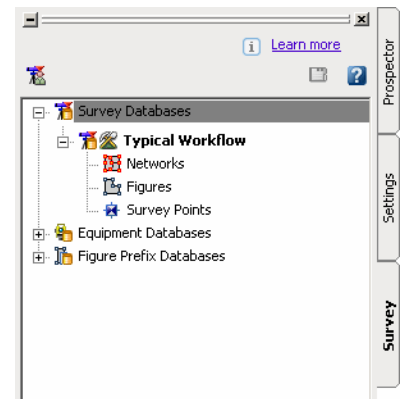 Learn more
Prospector
Survey Databases
Typical Workflow
Networks
Figures
Settings
Survey Points
Equipment Databases
Figure Prefix Databases
Survey